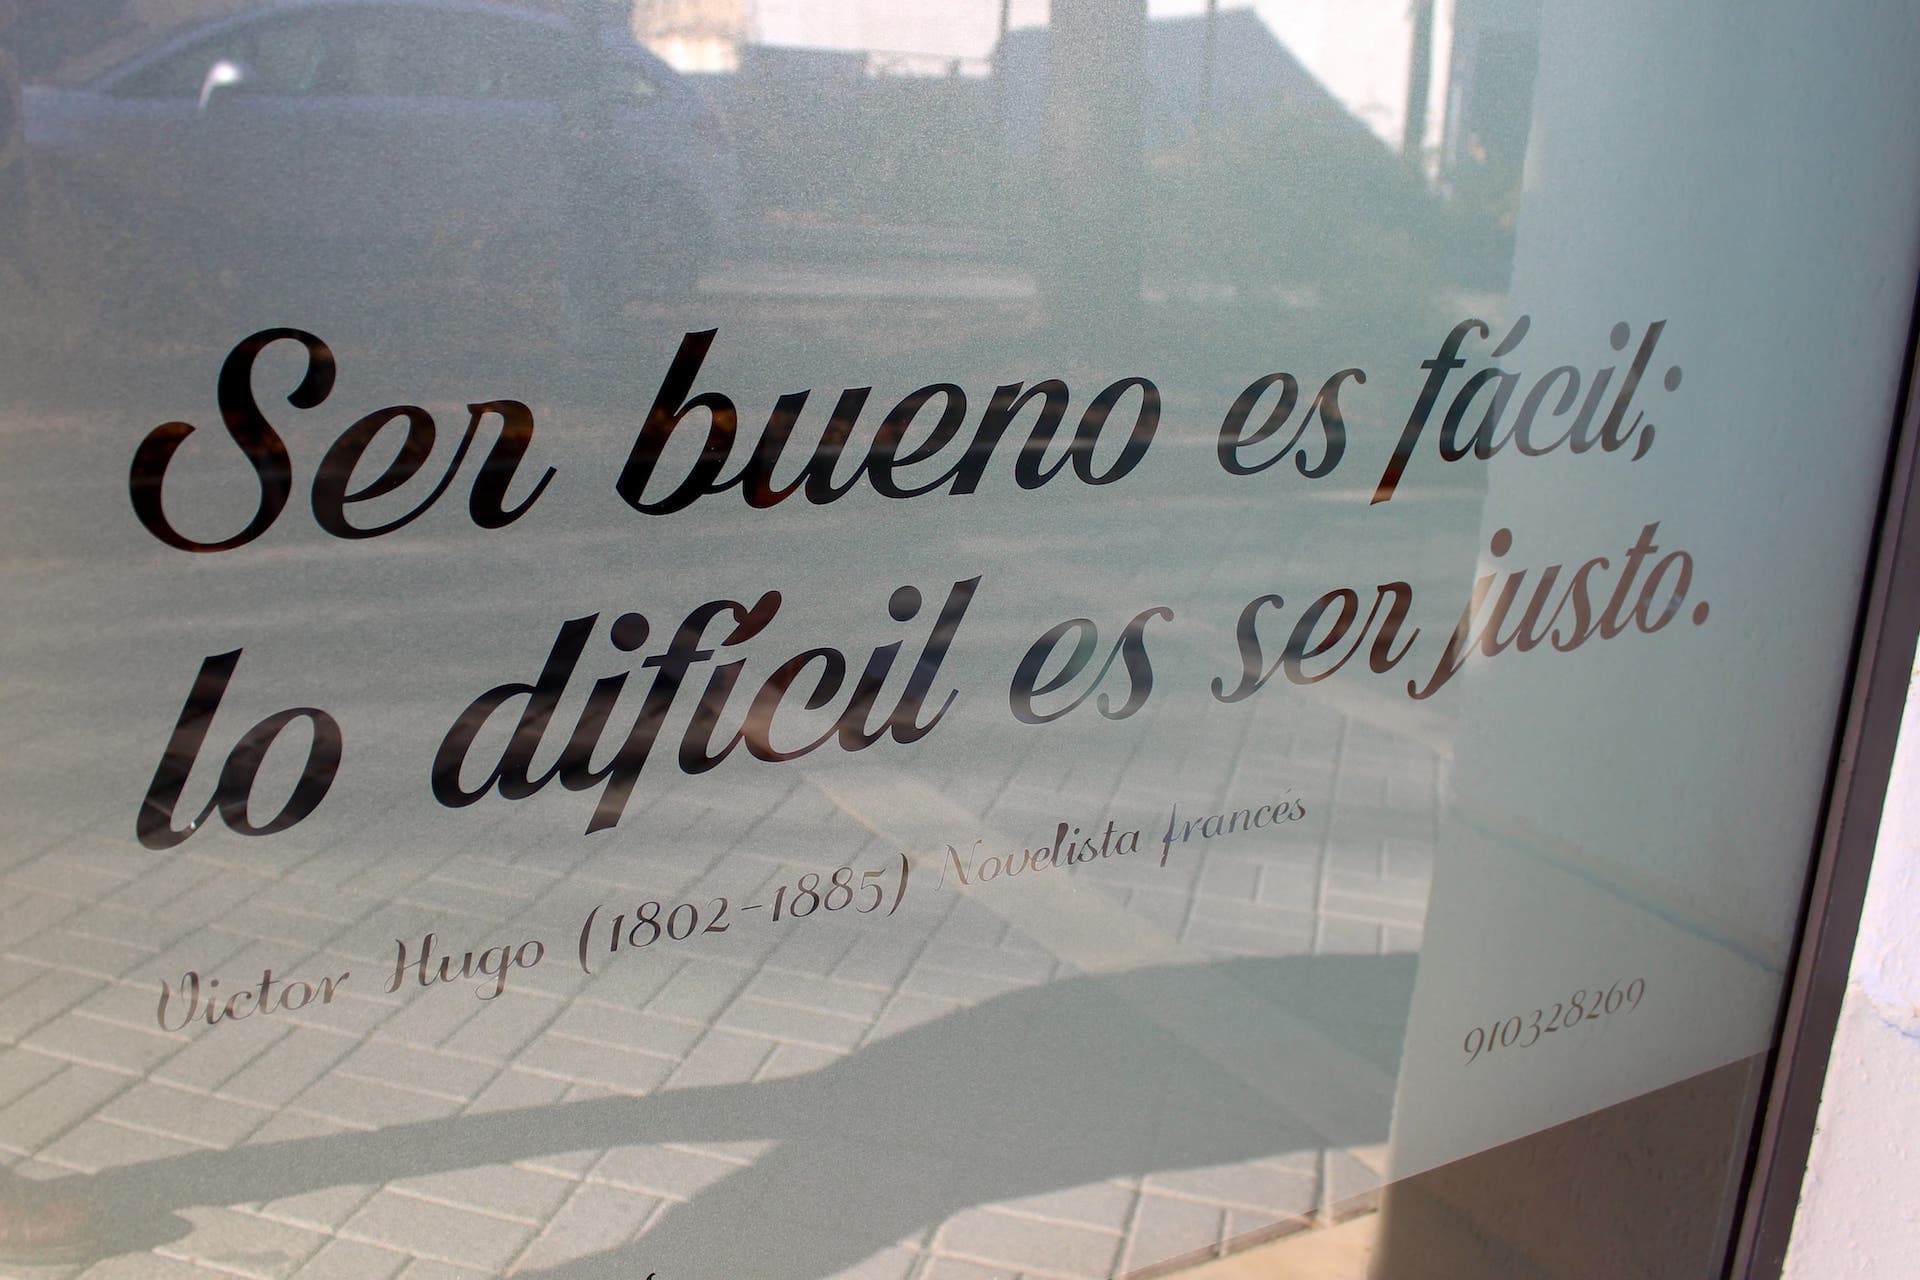 Ser bueno es fácil;
lo difícil es ser justo.
Victor Hugo (1802-1885) Novelista francés
910328269